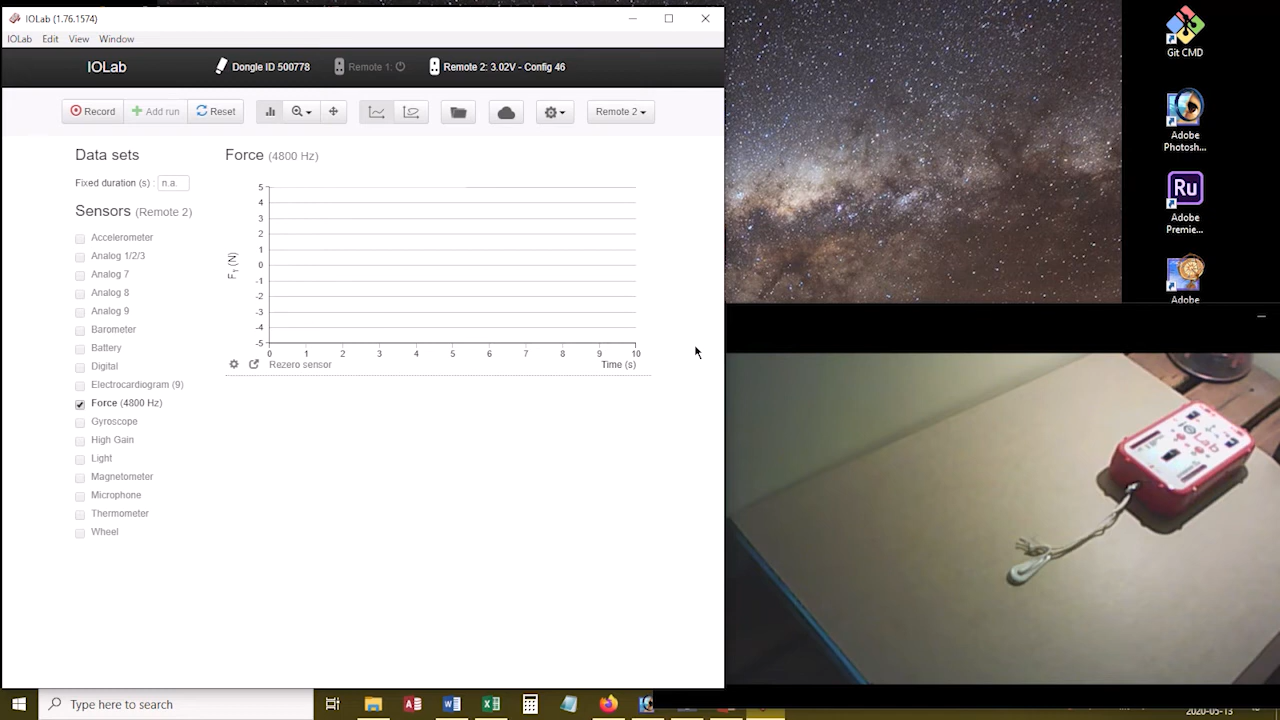 IOLab (1.76.1574)
IOLab Edit View Window
IOLab
Dongle ID 500778
Remote 1:
Remote 2: 3.02V - Config 46
Record
Add run
Reset
Remote 2
Data sets
Fixed duration (s) : n.a.
Sensors (Remote 2)
Accelerometer
Analog 1/2/3
Analog 7
Analog 8
Analog 9
Barometer
Battery
Digital
Electrocardiogram (9)
Force (4800 Hz)
Gyroscope
High Gain
Light
Magnetometer
Microphone
Thermometer
Wheel
Force (4800 Hz)
5
4
3
2
1
0
-1
-2
-3
-4
-5
Fy (N)
0 1 2 3 4 5 6 7 8 9 10
Rezero sensor
Time (s)
Git CMD
Adobe
Photosh...
Ru
Adobe
Premie...
Adobe
Type here to search
2020-05-13